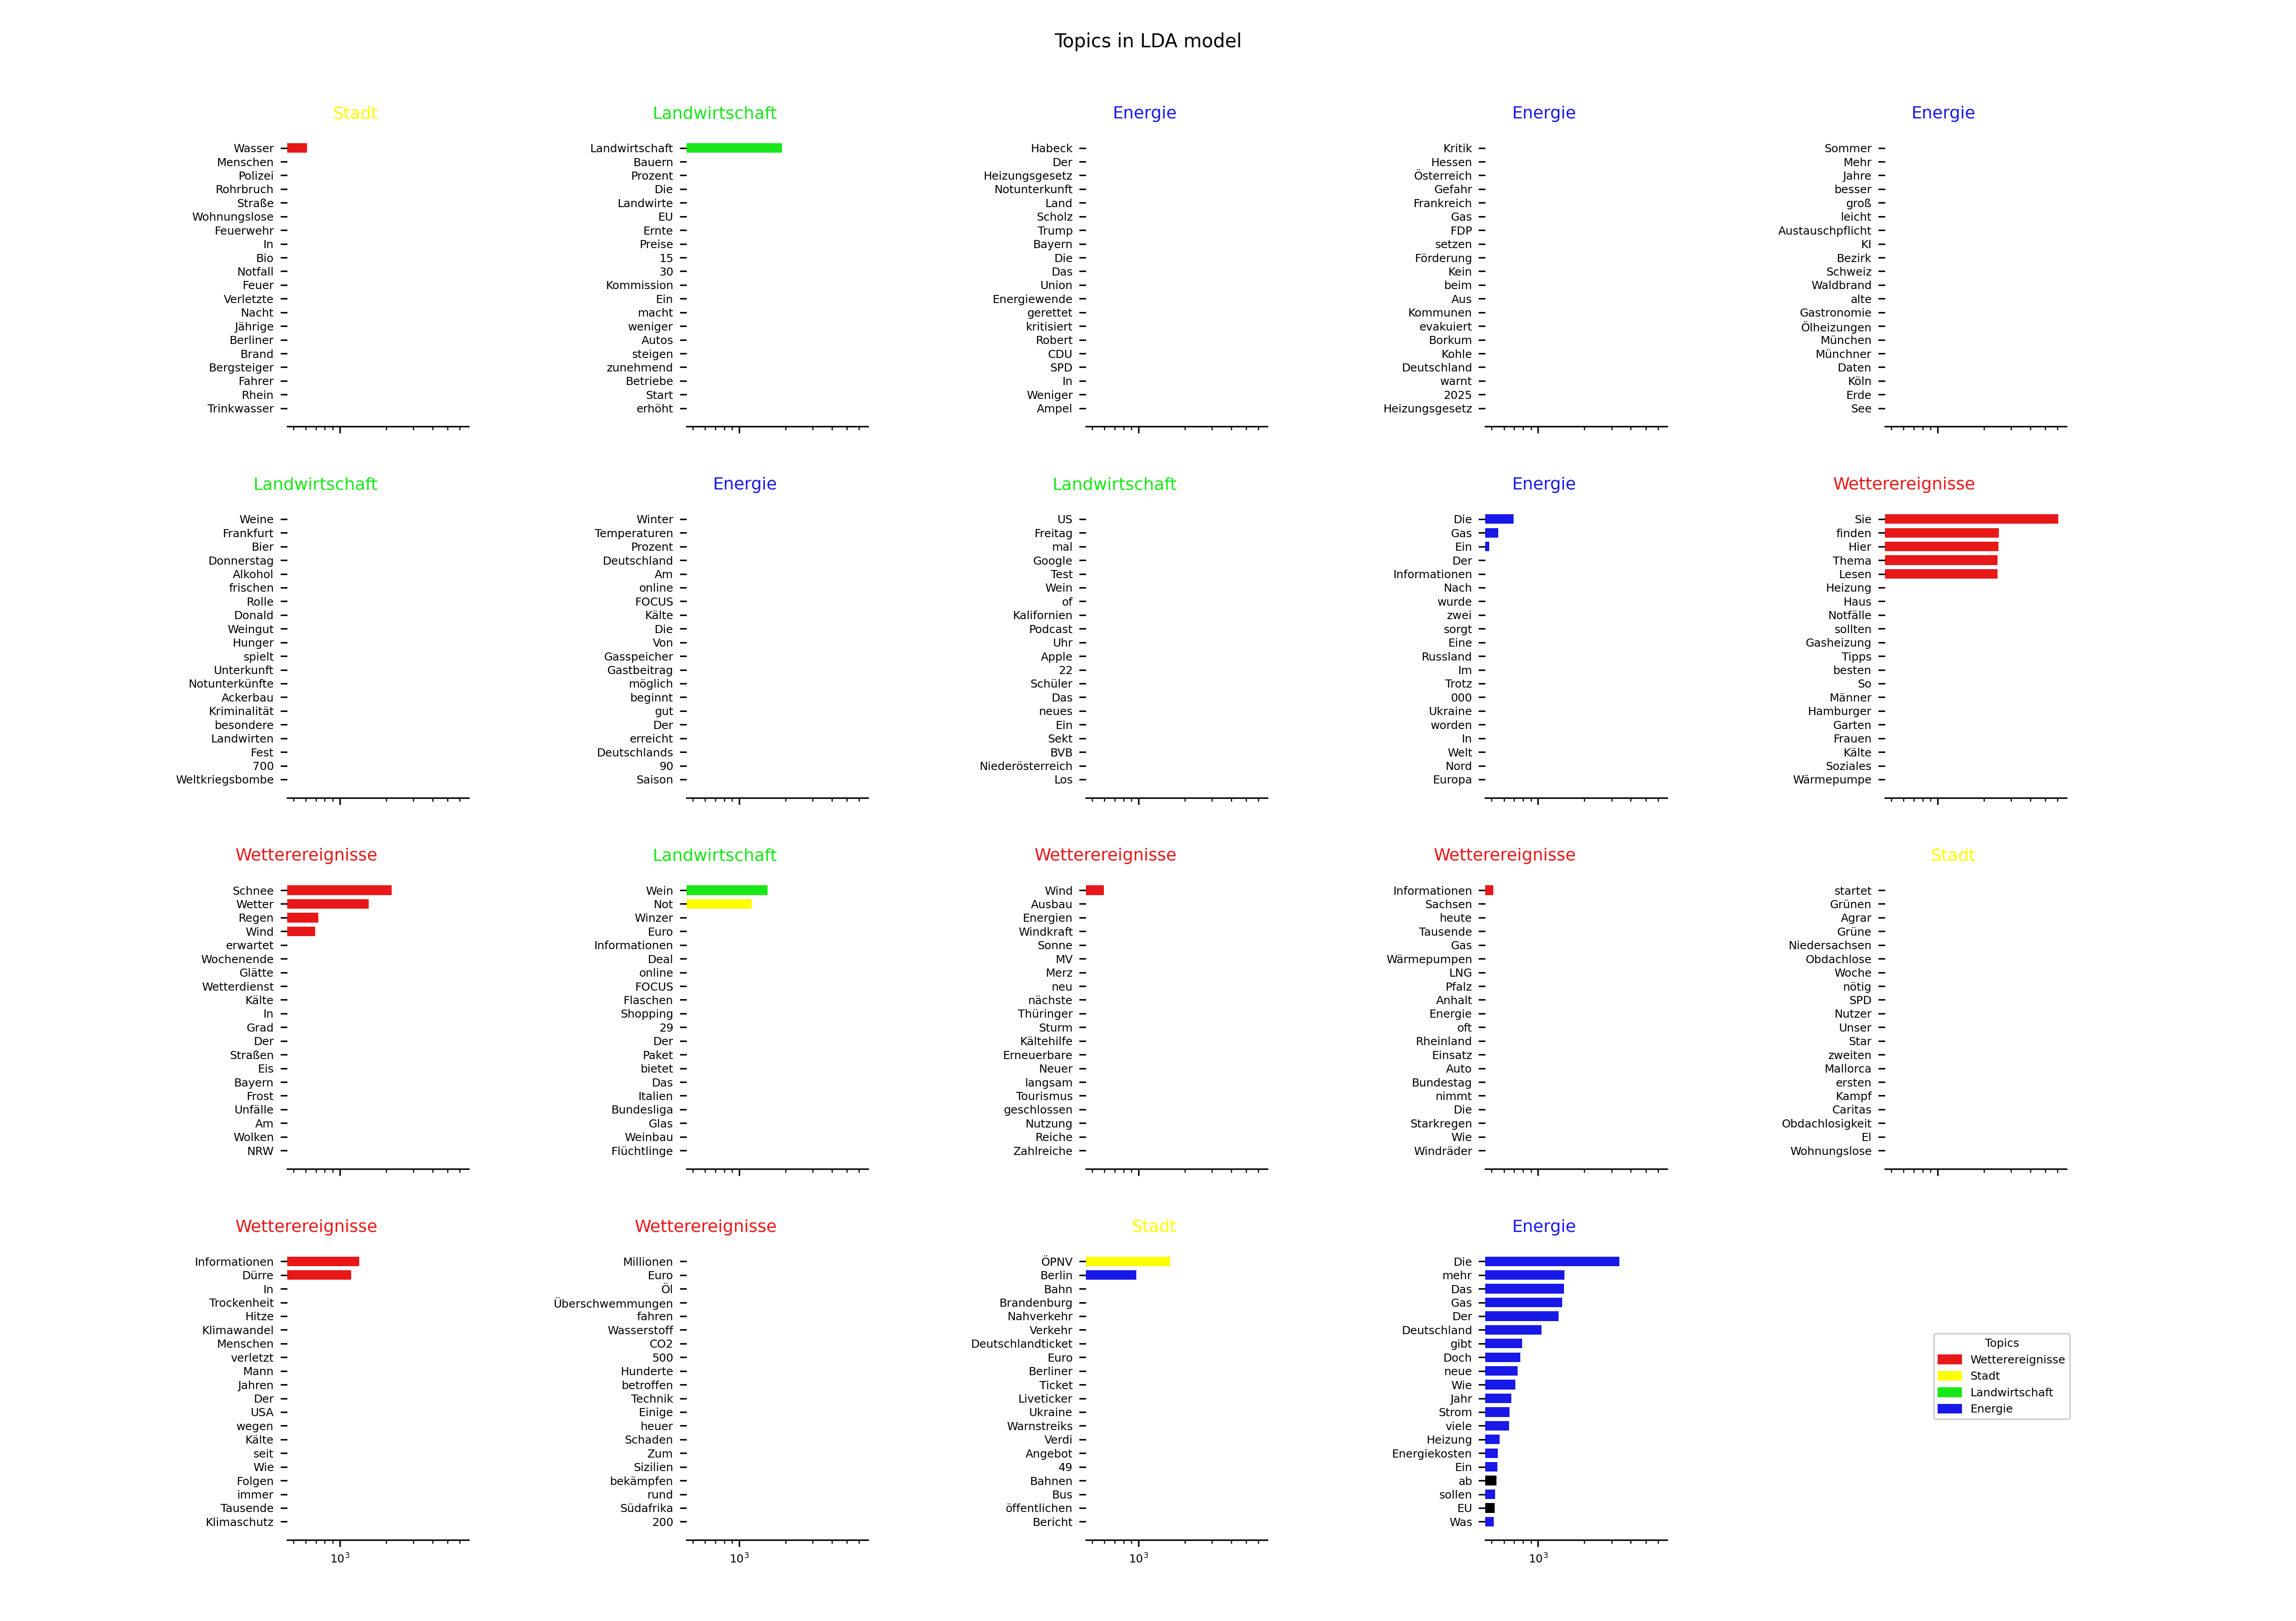 Topics in LDA model
Stadt
Wasser
Menschen
Polizei
Rohrbruch
Straße
Wohnungslose
Feuerwehr
In
Bio
Notfall
Feuer
Verletzte
Nacht
Jährige
Berliner
Brand
Bergsteiger
Fahrer
Rhein
Trinkwasser
Landwirtschaft
Landwirtschaft
Bauern
Prozent
Die
Landwirte
EU
Ernte
Preise
15
30
Kommission
Ein
macht
weniger
Autos
steigen
zunehmend
Betriebe
Start
erhöht
Energie
Habeck
Der
Heizungsgesetz
Notunterkunft
Land
Scholz
Trump
Bayern
Die
Das
Union
Energiewende
gerettet
kritisiert
Robert
CDU
SPD
In
Weniger
Ampel
Energie
Kritik
Hessen
Österreich
Gefahr
Frankreich
Gas
FDP
setzen
Förderung
Kein
beim
Aus
Kommunen
evakuiert
Borkum
Kohle
Deutschland
warnt
2025
Heizungsgesetz
Energie
Sommer
Mehr
Jahre
besser
groß
leicht
Austauschpflicht
KI
Bezirk
Schweiz
Waldbrand
alte
Gastronomie
Ölheizungen
München
Münchner
Daten
Köln
Erde
See
Landwirtschaft
Weine
Frankfurt
Bier
Donnerstag
Alkohol
frischen
Rolle
Donald
Weingut
Hunger
spielt
Unterkunft
Notunterkünfte
Ackerbau
Kriminalität
besondere
Landwirten
Fest
700
Weltkriegsbombe
Energie
Winter
Temperaturen
Prozent
Deutschland
Am
online
FOCUS
Kälte
Die
Von
Gasspeicher
Gastbeitrag
möglich
beginnt
gut
Der
erreicht
Deutschlands
90
Saison
Landwirtschaft
US
Freitag
mal
Google
Test
Wein
of
Kalifornien
Podcast
Uhr
Apple
22
Schüler
Das
neues
Ein
Sekt
BVB
Niederösterreich
Los
Energie
Die
Gas
Ein
Der
Informationen
Nach
wurde
zwei
sorgt
Eine
Russland
Im
Trotz
000
Ukraine
worden
In
Welt
Nord
Europa
Wetterereignisse
Sie
finden
Hier
Thema
Lesen
Heizung
Haus
Notfälle
sollten
Gasheizung
Tipps
besten
So
Männer
Hamburger
Garten
Frauen
Kälte
Soziales
Wärmepumpe
Wetterereignisse
Schnee
Wetter
Regen
Wind
erwartet
Wochenende
Glätte
Wetterdienst
Kälte
In
Grad
Der
Straßen
Eis
Bayern
Frost
Unfälle
Am
Wolken
NRW
Landwirtschaft
Wein
Not
Winzer
Euro
Informationen
Deal
online
FOCUS
Flaschen
Shopping
29
Der
Paket
bietet
Das
Italien
Bundesliga
Glas
Weinbau
Flüchtlinge
Wetterereignisse
Wind
Ausbau
Energien
Windkraft
Sonne
MV
Merz
neu
nächste
Thüringer
Sturm
Kältehilfe
Erneuerbare
Neuer
langsam
Tourismus
geschlossen
Nutzung
Reiche
Zahlreiche
Wetterereignisse
Informationen
Sachsen
heute
Tausende
Gas
Wärmepumpen
LNG
Pfalz
Anhalt
Energie
oft
Rheinland
Einsatz
Auto
Bundestag
nimmt
Die
Starkregen
Wie
Windräder
Stadt
startet
Grünen
Agrar
Grüne
Niedersachsen
Obdachlose
Woche
nötig
SPD
Nutzer
Unser
Star
zweiten
Mallorca
ersten
Kampf
Caritas
Obdachlosigkeit
El
Wohnungslose
Wetterereignisse
Informationen
Dürre
In
Trockenheit
Hitze
Klimawandel
Menschen
verletzt
Mann
Jahren
Der
USA
wegen
Kälte
seit
Wie
Folgen
immer
Tausende
Klimaschutz
10³
Wetterereignisse
Millionen
Euro
Öl
Überschwemmungen
fahren
Wasserstoff
CO2
500
Hunderte
betroffen
Technik
Einige
heuer
Schaden
Zum
Sizilien
bekämpfen
rund
Südafrika
200
10³
Stadt
ÖPNV
Berlin
Bahn
Brandenburg
Nahverkehr
Verkehr
Deutschlandticket
Euro
Berliner
Ticket
Liveticker
Ukraine
Warnstreiks
Verdi
Angebot
49
Bahnen
Bus
öffentlichen
Bericht
10³
Energie
Die
mehr
Das
Gas
Der
Deutschland
gibt
Doch
neue
Wie
Jahr
Strom
viele
Heizung
Energiekosten
Ein
ab
sollen
EU
Was
10³
Topics
Wetterereignisse
Stadt
Landwirtschaft
Energie